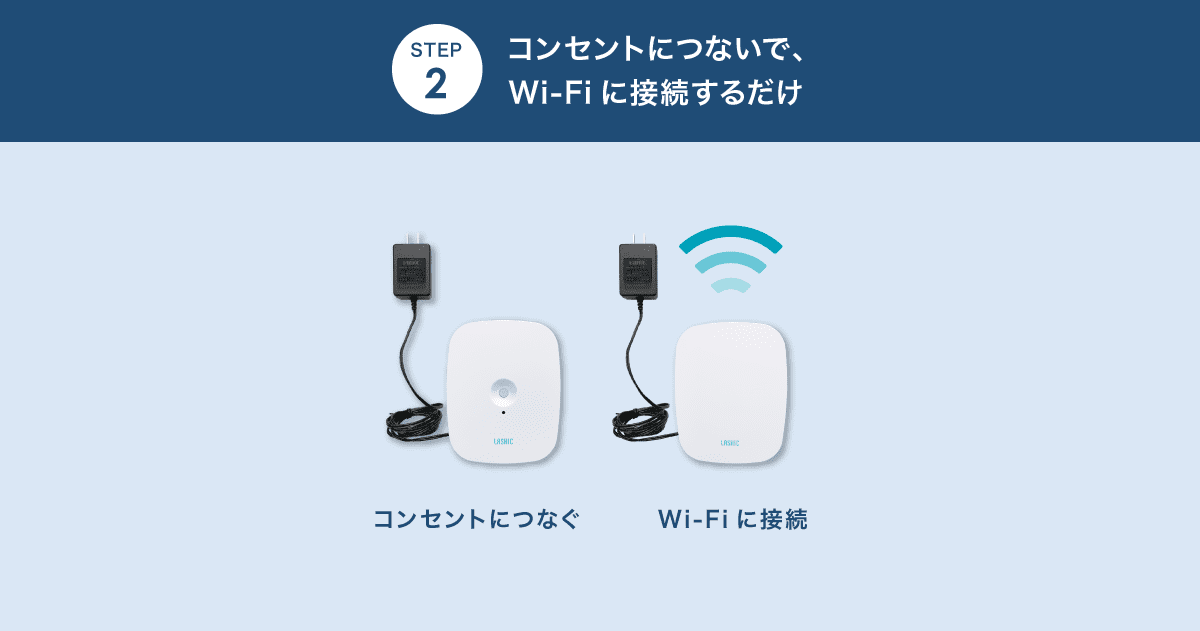 STEP
2
コンセントにつないで、
Wi-Fi に接続するだけ
LASHIC
LASHIC
コンセントにつなぐ
Wi-Fi に接続